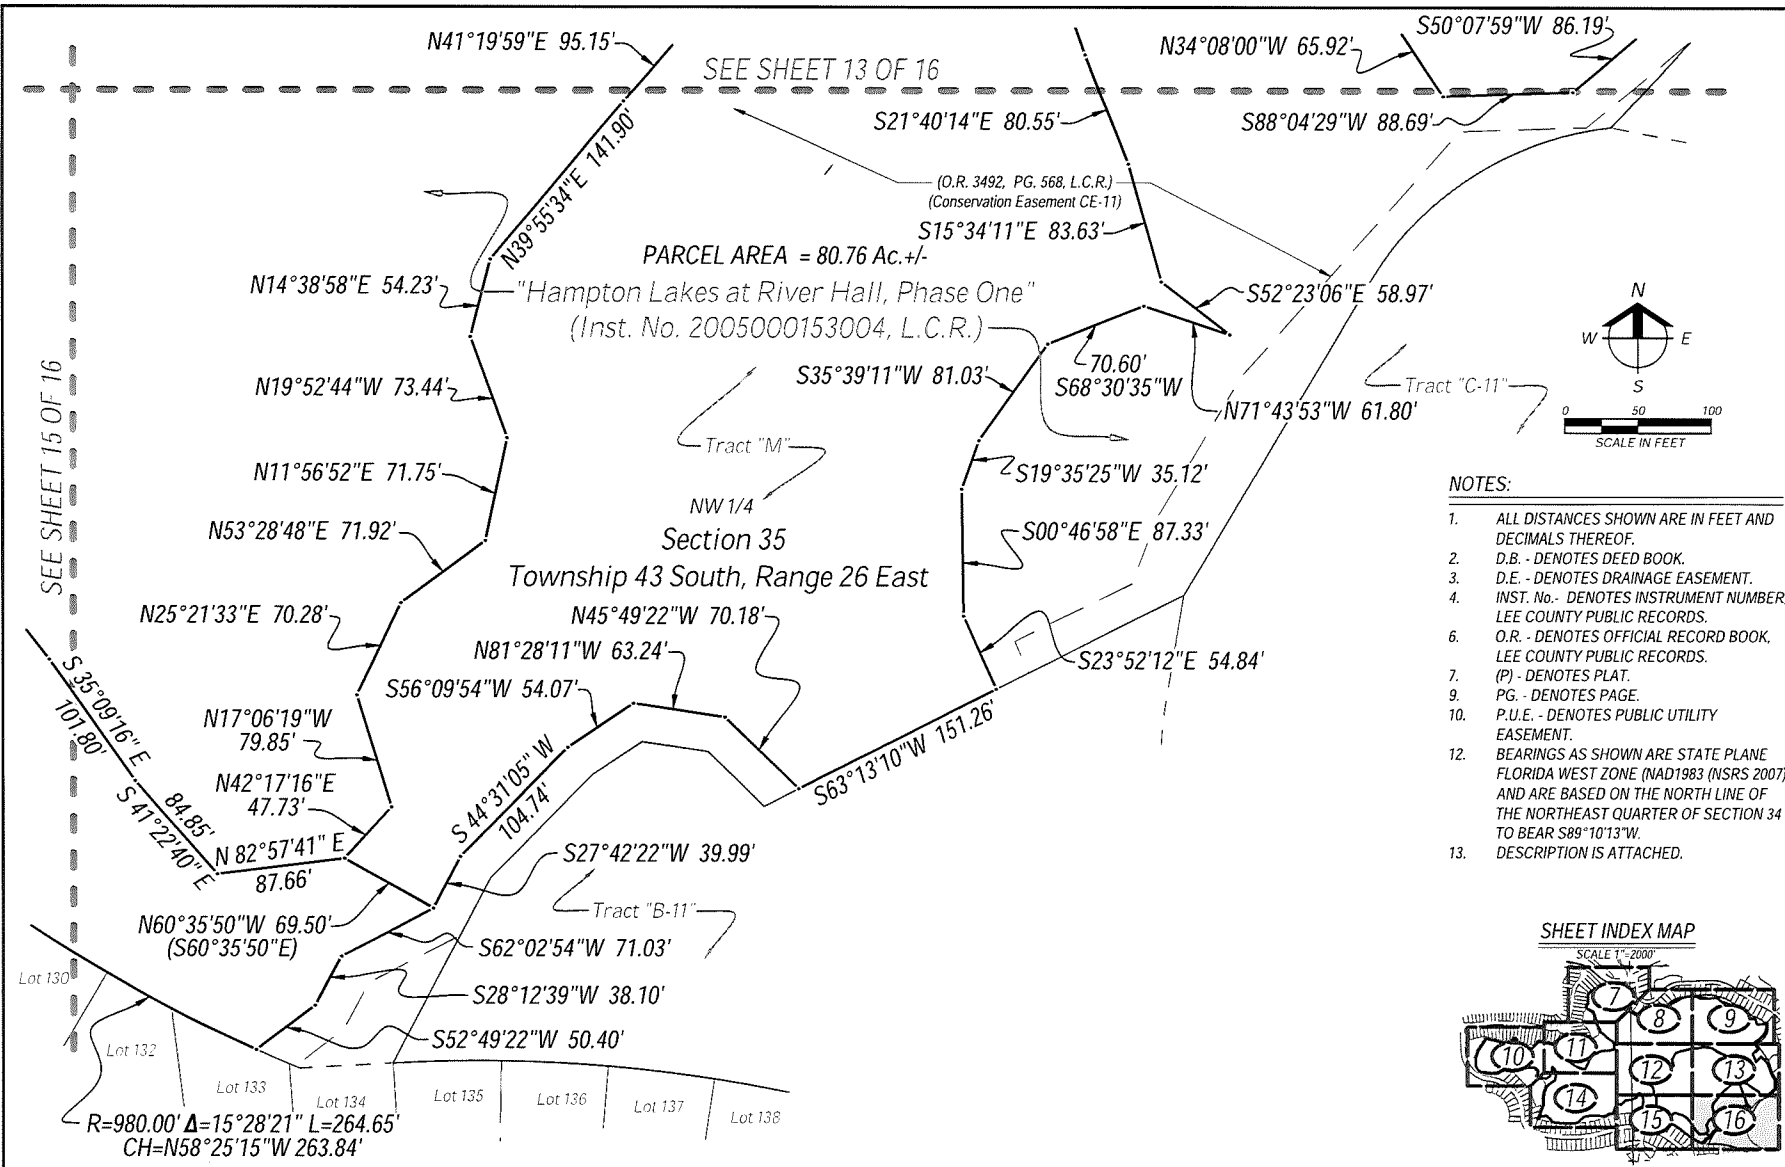 N41°19'59"E 95.15'
SEE SHEET 13 OF 16
N34°08'00"W 65.92'
S50°07'59"W 86.19'
S21°40'14"E 80.55'
S88°04'29"W 88.69'
N39°55'34"E 141.90'
(O.R. 3492, PG. 568, L.C.R.)
(Conservation Easement CE-11)
S15°34'11"E 83.63'
PARCEL AREA = 80.76 Ac.+/-
N14°38'58"E 54.23'
"Hampton Lakes at River Hall, Phase One"
(Inst. No. 2005000153004, L.C.R.)
S52°23'06"E 58.97'
N
W E
S
SEE SHEET 15 OF 16
N19°52'44"W 73.44'
S35°39'11"W 81.03'
70.60'
S68°30'35"W
N71°43'53"W 61.80'
Tract "C-11"
0 50 100
SCALE IN FEET
Tract "M"
N11°56'52"E 71.75'
S19°35'25"W 35.12'
NW 1/4
Section 35
Township 43 South, Range 26 East
N53°28'48"E 71.92'
S00°46'58"E 87.33'
N25°21'33"E 70.28'
N45°49'22"W 70.18'
N81°28'11"W 63.24'
S56°09'54"W 54.07'
S23°52'12"E 54.84'
S 35°09'16" E
101.80'
N17°06'19"W
79.85'
N42°17'16"E
47.73'
S63°13'10"W 151.26'
S 44°31'05" W
104.74'
84.85'
S 41°22'40" E
N 82°57'41" E
87.66'
S27°42'22"W 39.99'
N60°35'50"W 69.50'
(S60°35'50"E)
Tract "B-11"
S62°02'54"W 71.03'
S28°12'39"W 38.10'
S52°49'22"W 50.40'
Lot 130
Lot 132
Lot 133
Lot 134
Lot 135
Lot 136
Lot 137
Lot 138
R=980.00' Δ=15°28'21" L=264.65'
CH=N58°25'15"W 263.84'
NOTES:
1. ALL DISTANCES SHOWN ARE IN FEET AND
DECIMALS THEREOF.
2. D.B. - DENOTES DEED BOOK.
3. D.E. - DENOTES DRAINAGE EASEMENT.
4. INST. No.- DENOTES INSTRUMENT NUMBER,
LEE COUNTY PUBLIC RECORDS.
6. O.R. - DENOTES OFFICIAL RECORD BOOK,
LEE COUNTY PUBLIC RECORDS.
7. (P) - DENOTES PLAT.
9. PG. - DENOTES PAGE.
10. P.U.E. - DENOTES PUBLIC UTILITY
EASEMENT.
12. BEARINGS AS SHOWN ARE STATE PLANE
FLORIDA WEST ZONE (NAD1983 (NSRS 2007)
AND ARE BASED ON THE NORTH LINE OF
THE NORTHEAST QUARTER OF SECTION 34
TO BEAR S89°10'13"W.
13. DESCRIPTION IS ATTACHED.
SHEET INDEX MAP
SCALE 1"=2000'
7
8
9
10
11
12
13
14
15
16